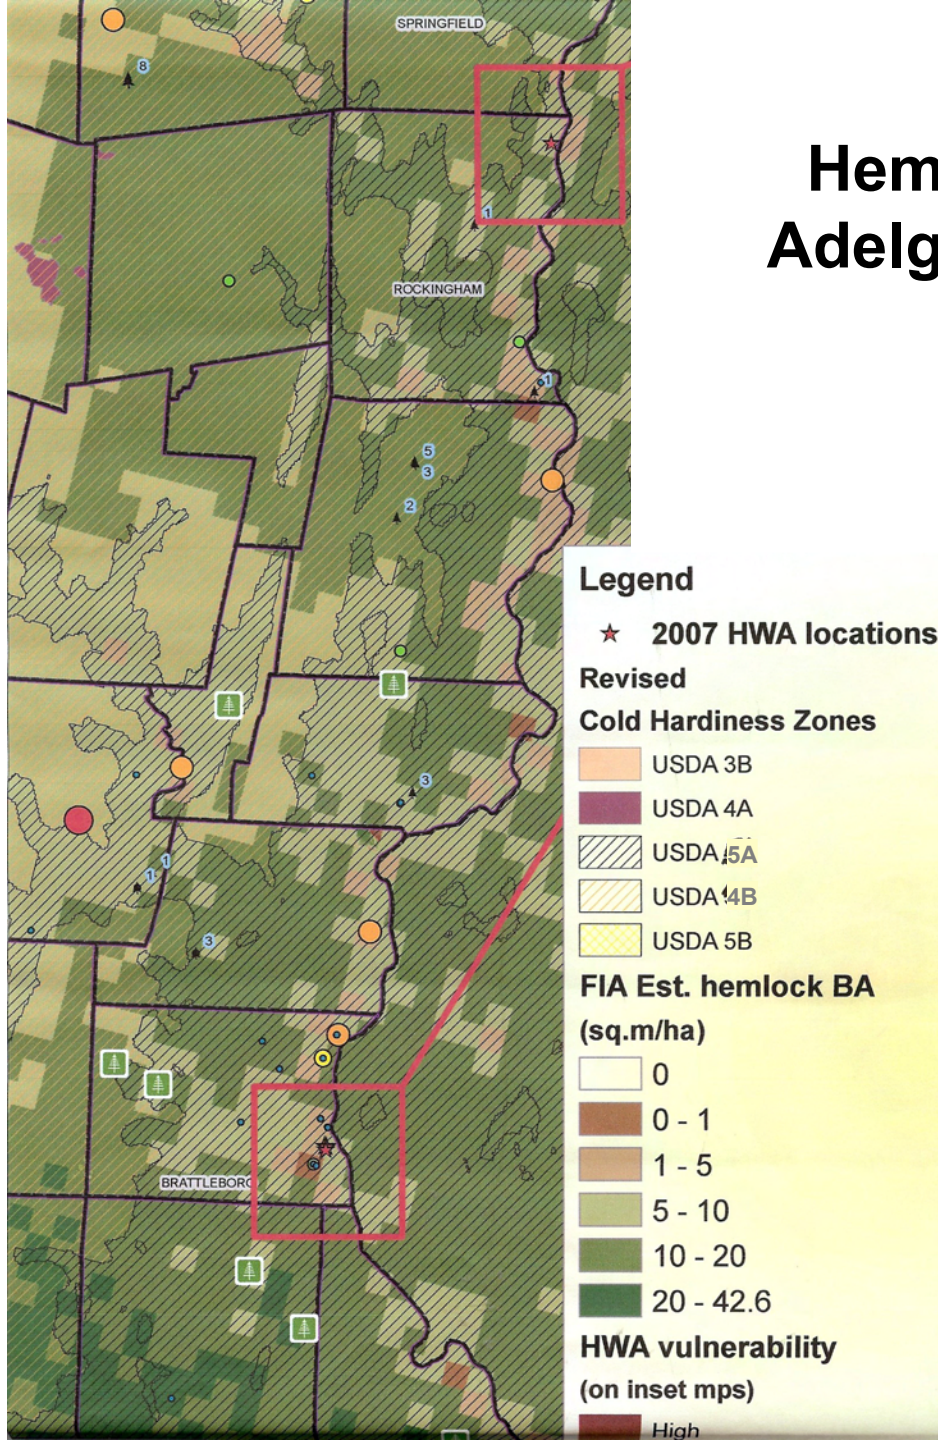 SPRINGFIELD
8
Hem
Adelg
1
ROCKINGHAM
1
5
3
2
Legend
2007 HWA locations
Revised
Cold Hardiness Zones
USDA 3B
3
USDA 4A
USDA 5A
1
1
USDA 4B
3
USDA 5B
FIA Est. hemlock BA
(sq.m/ha)
0
0 - 1
1 - 5
BRATTLEBORO
5 - 10
10 - 20
20 - 42.6
HWA vulnerability
(on inset mps)
High